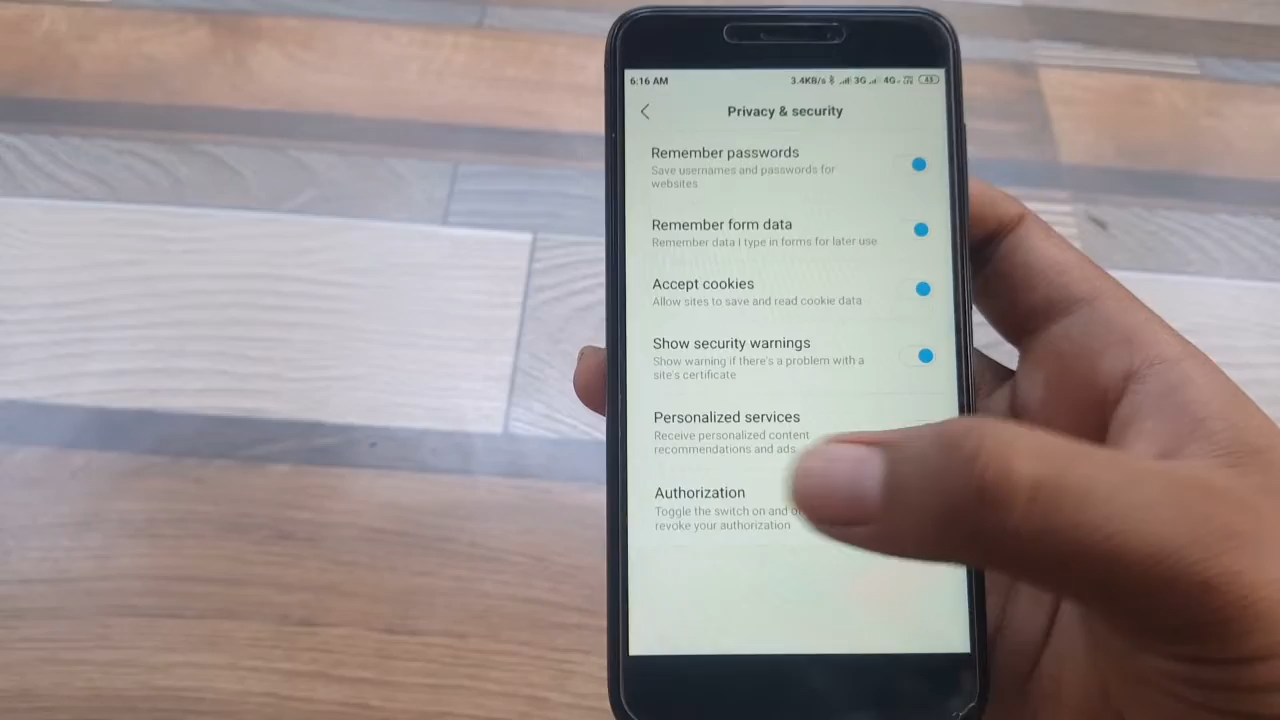 6:16 AM 3.4KB/s 3G 4G 43
Privacy & security
Remember passwords
Save usernames and passwords for
websites
Remember form data
Remember data I type in forms for later use
Accept cookies
Allow sites to save and read cookie data
Show security warnings
Show warning if there's a problem with a
site's certificate
Personalized services
Receive personalized content
recommendations and ads
Authorization
Toggle the switch on and
revoke your authorization